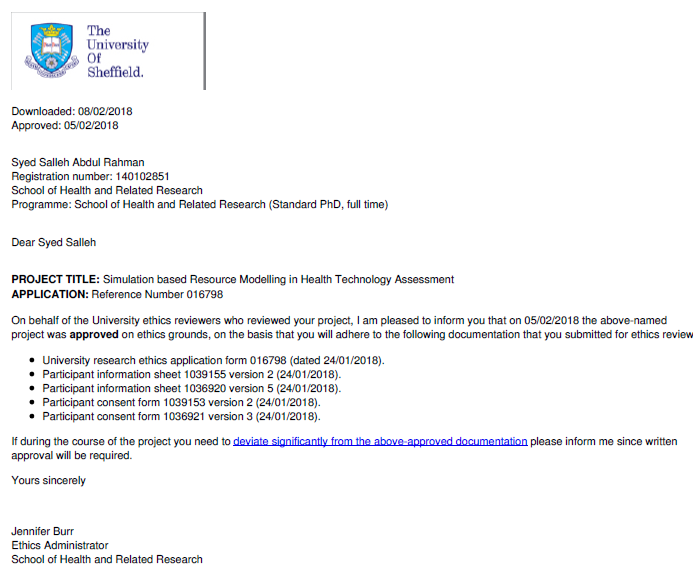 The
University
Of
Sheffield.
Downloaded: 08/02/2018
Approved: 05/02/2018
Syed Salleh Abdul Rahman
Registration number: 140102851
School of Health and Related Research
Programme: School of Health and Related Research (Standard PhD, full time)
Dear Syed Salleh
PROJECT TITLE: Simulation based Resource Modelling in Health Technology Assessment
APPLICATION: Reference Number 016798
On behalf of the University ethics reviewers who reviewed your project, I am pleased to inform you that on 05/02/2018 the above-named
project was approved on ethics grounds, on the basis that you will adhere to the following documentation that you submitted for ethics review
• University research ethics application form 016798 (dated 24/01/2018).
• Participant information sheet 1039155 version 2 (24/01/2018).
• Participant information sheet 1036920 version 5 (24/01/2018).
• Participant consent form 1039153 version 2 (24/01/2018).
• Participant consent form 1036921 version 3 (24/01/2018).
If during the course of the project you need to deviate significantly from the above-approved documentation please inform me since written
approval will be required.
Yours sincerely
Jennifer Burr
Ethics Administrator
School of Health and Related Research